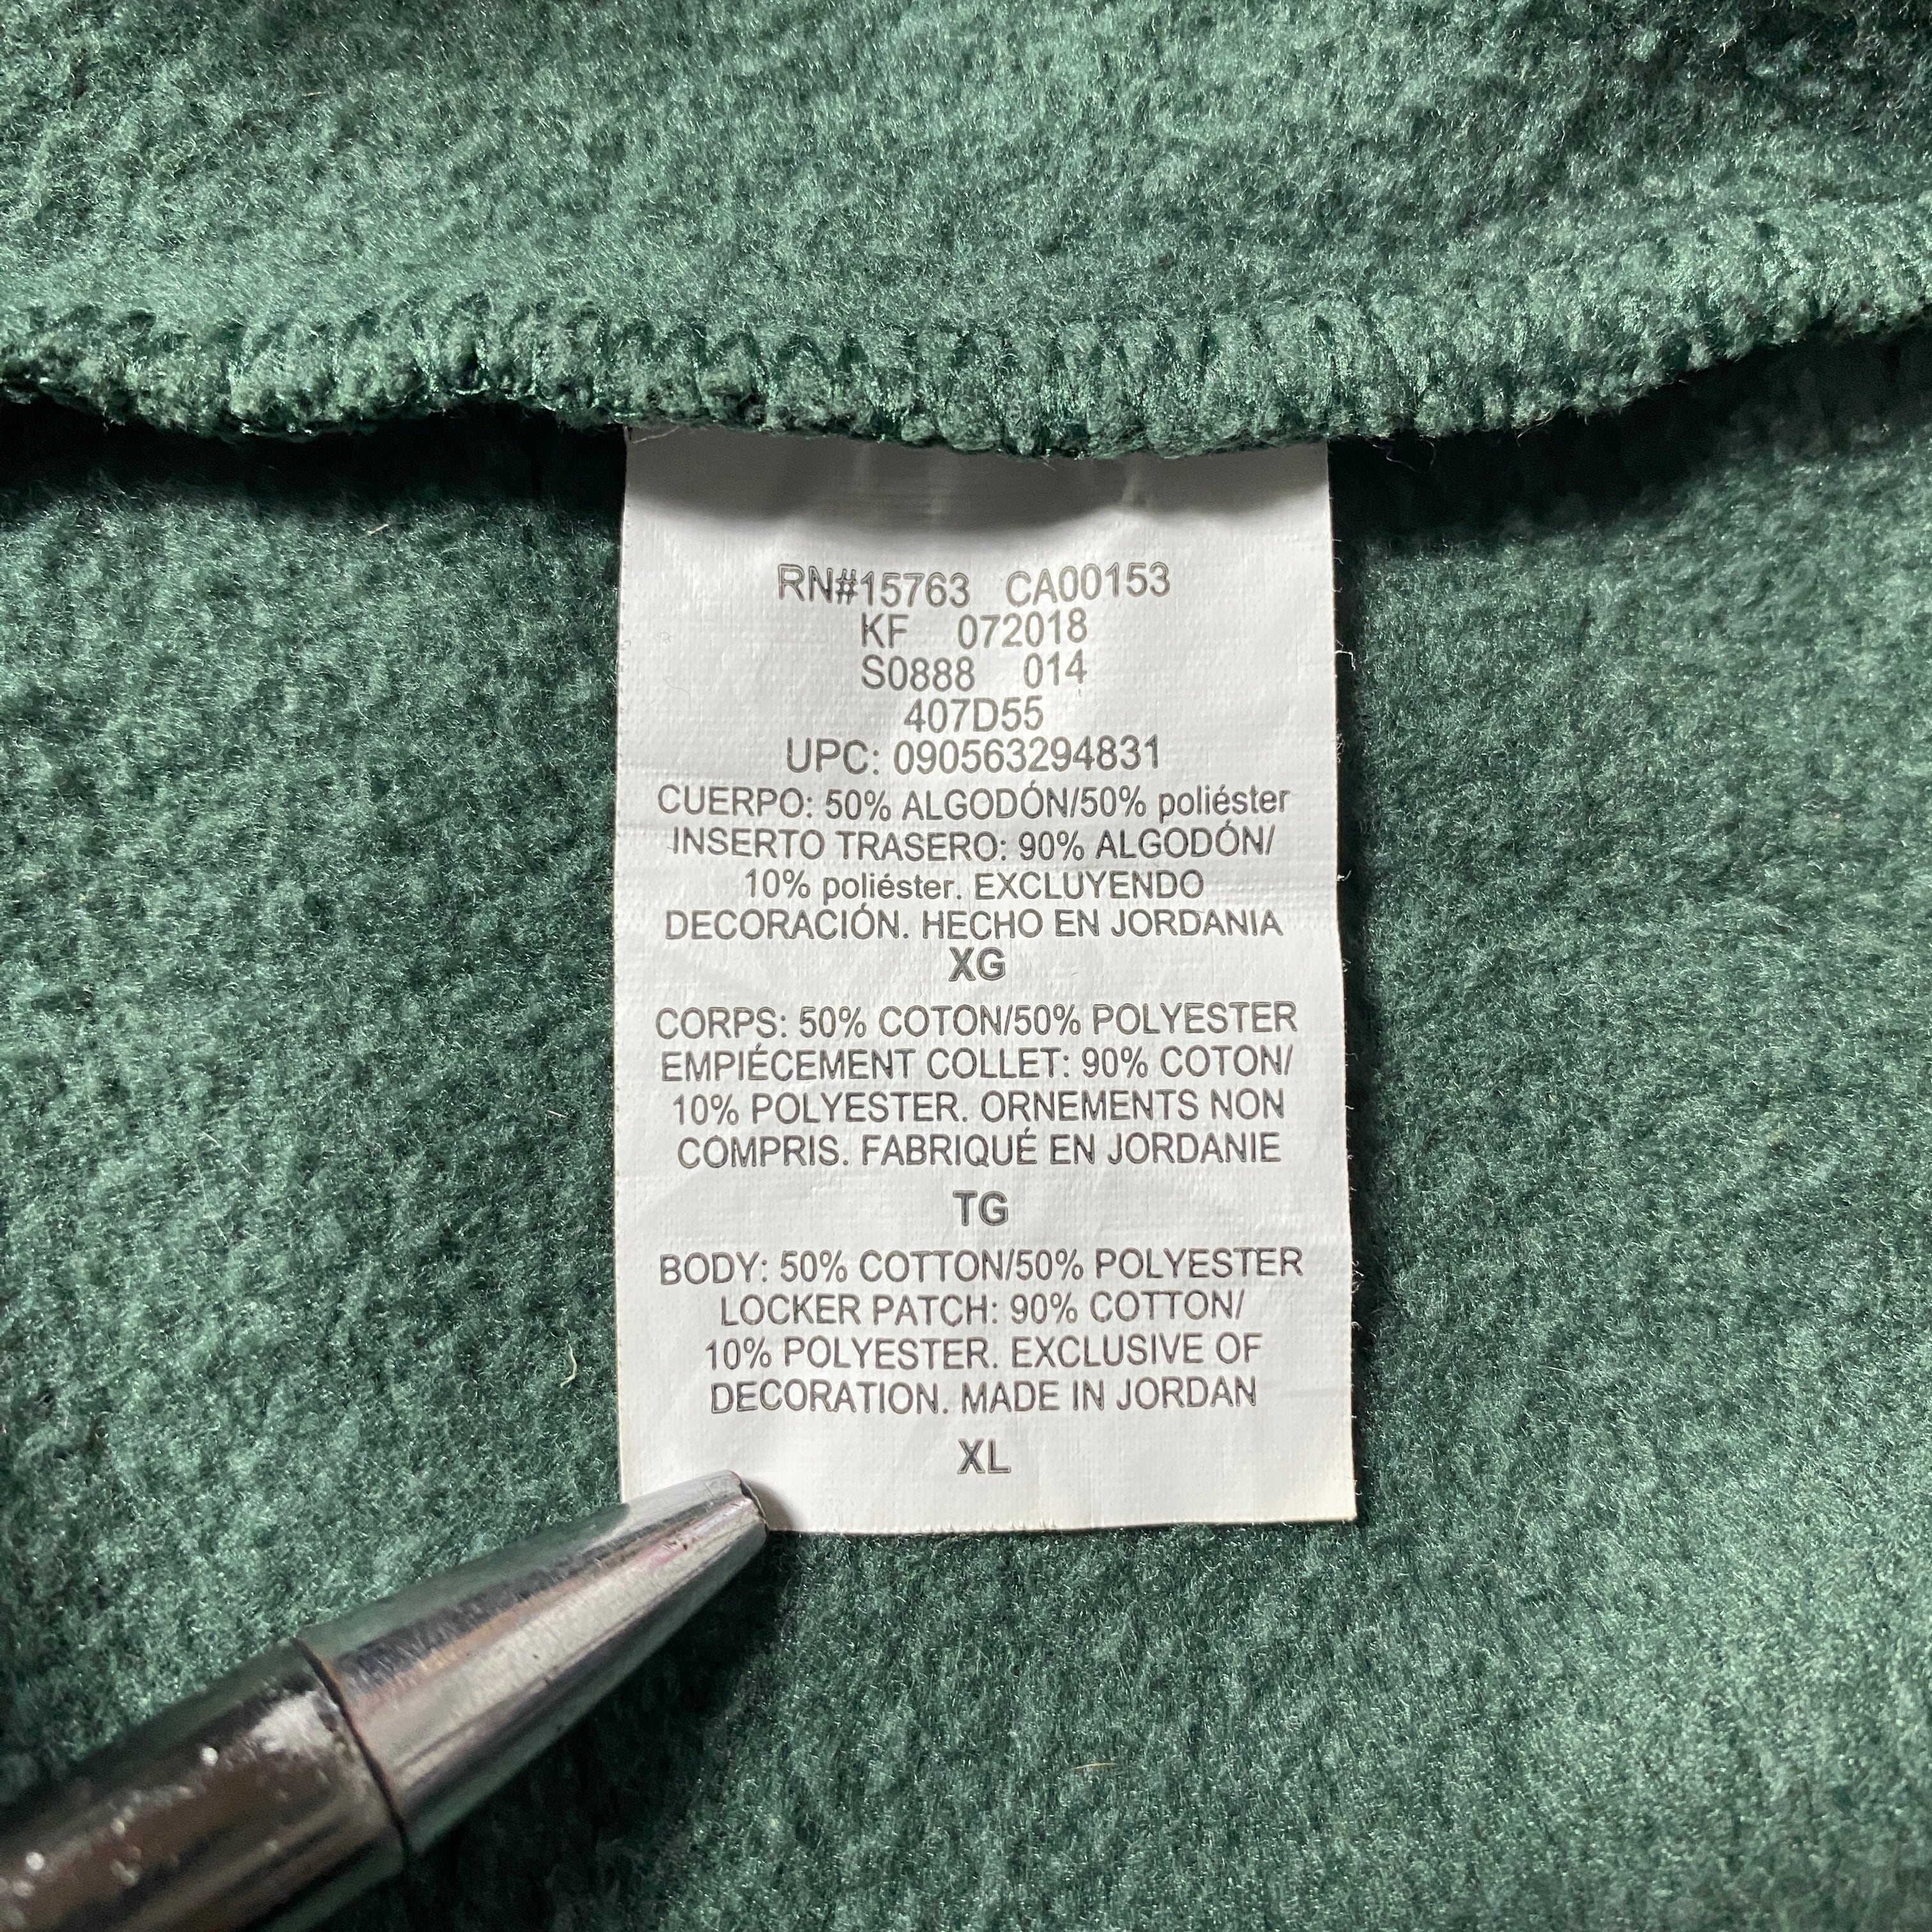 RN#15763 CA00153
KF 072018
S0888 014
407D55
UPC: 090563294831
CUERPO: 50% ALGODÓN/50% poliéster
INSERTO TRASERO: 90% ALGODÓN/
10% poliéster. EXCLUYENDO
DECORACIÓN. HECHO EN JORDANIA
XG
CORPS: 50% COTON/50% POLYESTER
EMPIÉCEMENT COLLET: 90% COTON/
10% POLYESTER. ORNEMENTS NON
COMPRIS. FABRIQUÉ EN JORDANIE
TG
BODY: 50% COTTON/50% POLYESTER
LOCKER PATCH: 90% COTTON/
10% POLYESTER. EXCLUSIVE OF
DECORATION. MADE IN JORDAN
XL